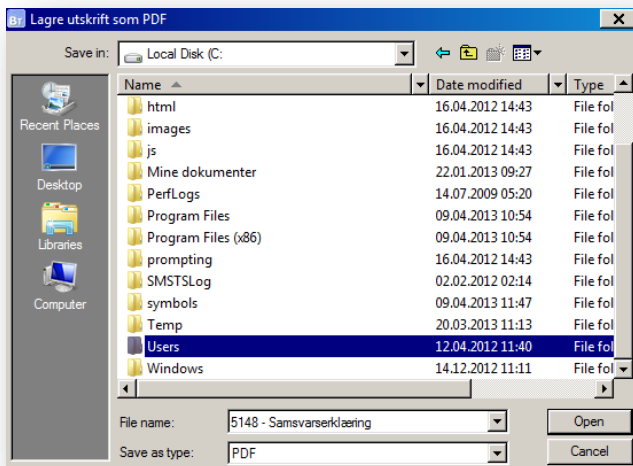 BT Lagre utskrift som PDF
Save in: Local Disk (C:
Name Date modified Type
Recent Places
Desktop
Libraries
Computer
html 16.04.2012 14:43 File fol
images 16.04.2012 14:43 File fol
js 16.04.2012 14:43 File fol
Mine dokumenter 22.01.2013 09:27 File fol
PerfLogs 14.07.2009 05:20 File fol
Program Files 09.04.2013 10:54 File fol
Program Files (x86) 09.04.2013 10:54 File fol
prompting 16.04.2012 14:43 File fol
SMSTSLog 02.02.2012 02:14 File fol
symbols 09.04.2013 11:47 File fol
Temp 20.03.2013 11:13 File fol
Users 12.04.2012 11:40 File fol
Windows 14.12.2012 11:11 File fol
File name: 5148 - Samsvarserklæring Open
Save as type: PDF Cancel